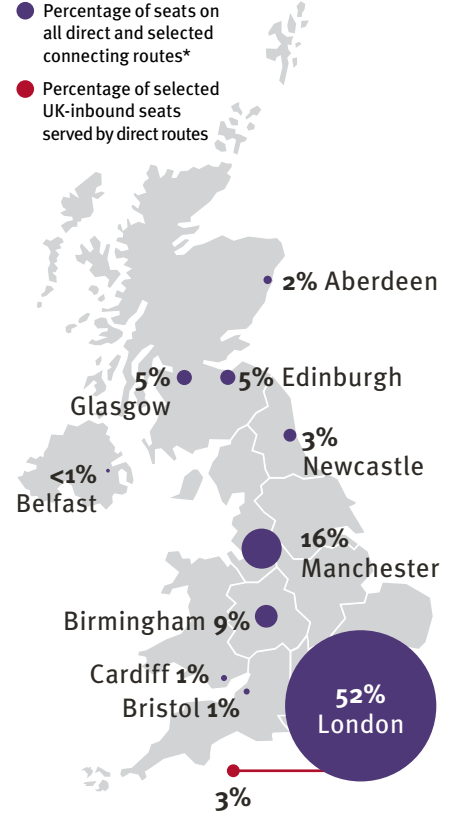 Percentage of seats on
all direct and selected
connecting routes*
Percentage of selected
UK-inbound seats
served by direct routes
2% Aberdeen
5%
Glasgow
5% Edinburgh
3%
Newcastle
<1%
Belfast
16%
Manchester
Birmingham 9%
Cardiff 1%
Bristol 1%
52%
London
3%